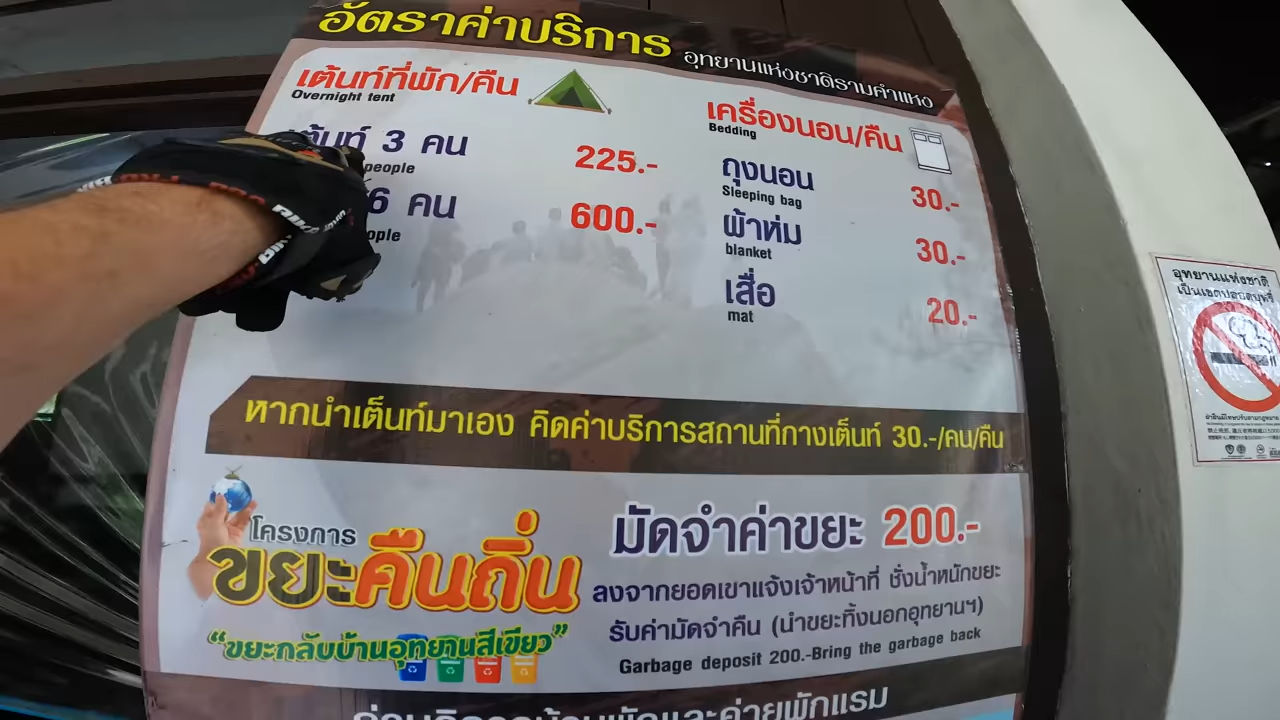 อัตราค่าบริการ อุทยานแห่งชาติรามคำแหง
เต้นท์ที่พัก/คืน
Overnight tent
3 คน 225.-
people
6 คน 600.-
เครื่องนอน/คืน
Bedding
ถุงนอน 30.-
Sleeping bag
ผ้าห่ม 30.-
blanket
เสื่อ 20.-
mat
หากนำเต็นท์มาเอง คิดค่าบริการสถานที่กางเต็นท์ 30.-/คน/คืน
โครงการ
ขยะคืนถิ่น
“ขยะกลับบ้านอุทยานสีเขียว”
มัดจำค่าขยะ 200.-
ลงจากยอดเขาแจ้งเจ้าหน้าที่ ชั่งน้ำหนักขยะ
รับค่ามัดจำคืน (นำขยะทิ้งนอกอุทยานฯ)
Garbage deposit 200.-Bring the garbage back
อุทยานแห่งชาติ
เป็นเขตปลอดบุหรี่